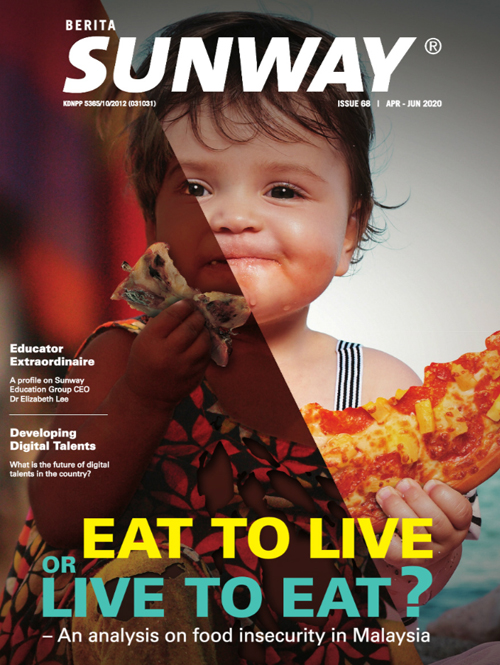 BERITA
SUNWAY®
KDNPP 5365/10/2012 (031031)
ISSUE 68 | APR - JUN 2020
Educator
Extraordinaire
A profile on Sunway
Education Group CEO
Dr Elizabeth Lee
Developing
Digital Talents
What is the future of digital
talents in the country?
EAT TO LIVE
OR
LIVE TO EAT?
– An analysis on food insecurity in Malaysia